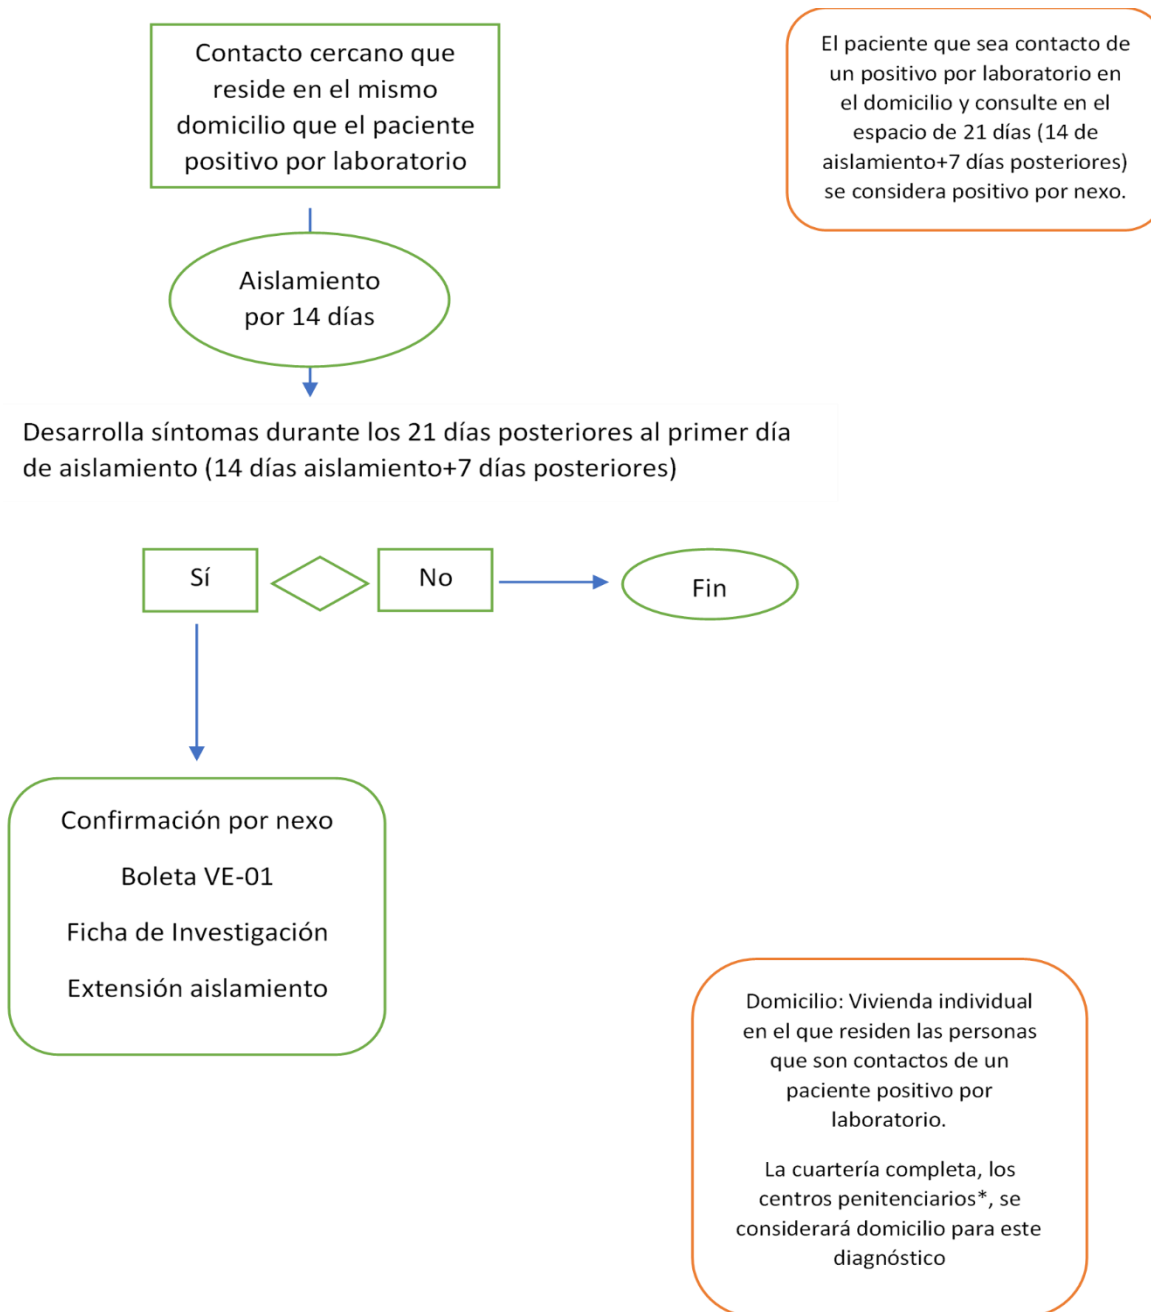 Contacto cercano que
reside en el mismo
domicilio que el paciente
positivo por laboratorio
El paciente que sea contacto de
un positivo por laboratorio en
el domicilio y consulte en el
espacio de 21 días (14 de
aislamiento+7 días posteriores)
se considera positivo por nexo.
Aislamiento
por 14 días
Desarrolla síntomas durante los 21 días posteriores al primer día
de aislamiento (14 días aislamiento+7 días posteriores)
Sí
No
Fin
Confirmación por nexo
Boleta VE-01
Ficha de Investigación
Extensión aislamiento
Domicilio: Vivienda individual
en el que residen las personas
que son contactos de un
paciente positivo por
laboratorio.
La cuartería completa, los
centros penitenciarios*, se
considerará domicilio para este
diagnóstico